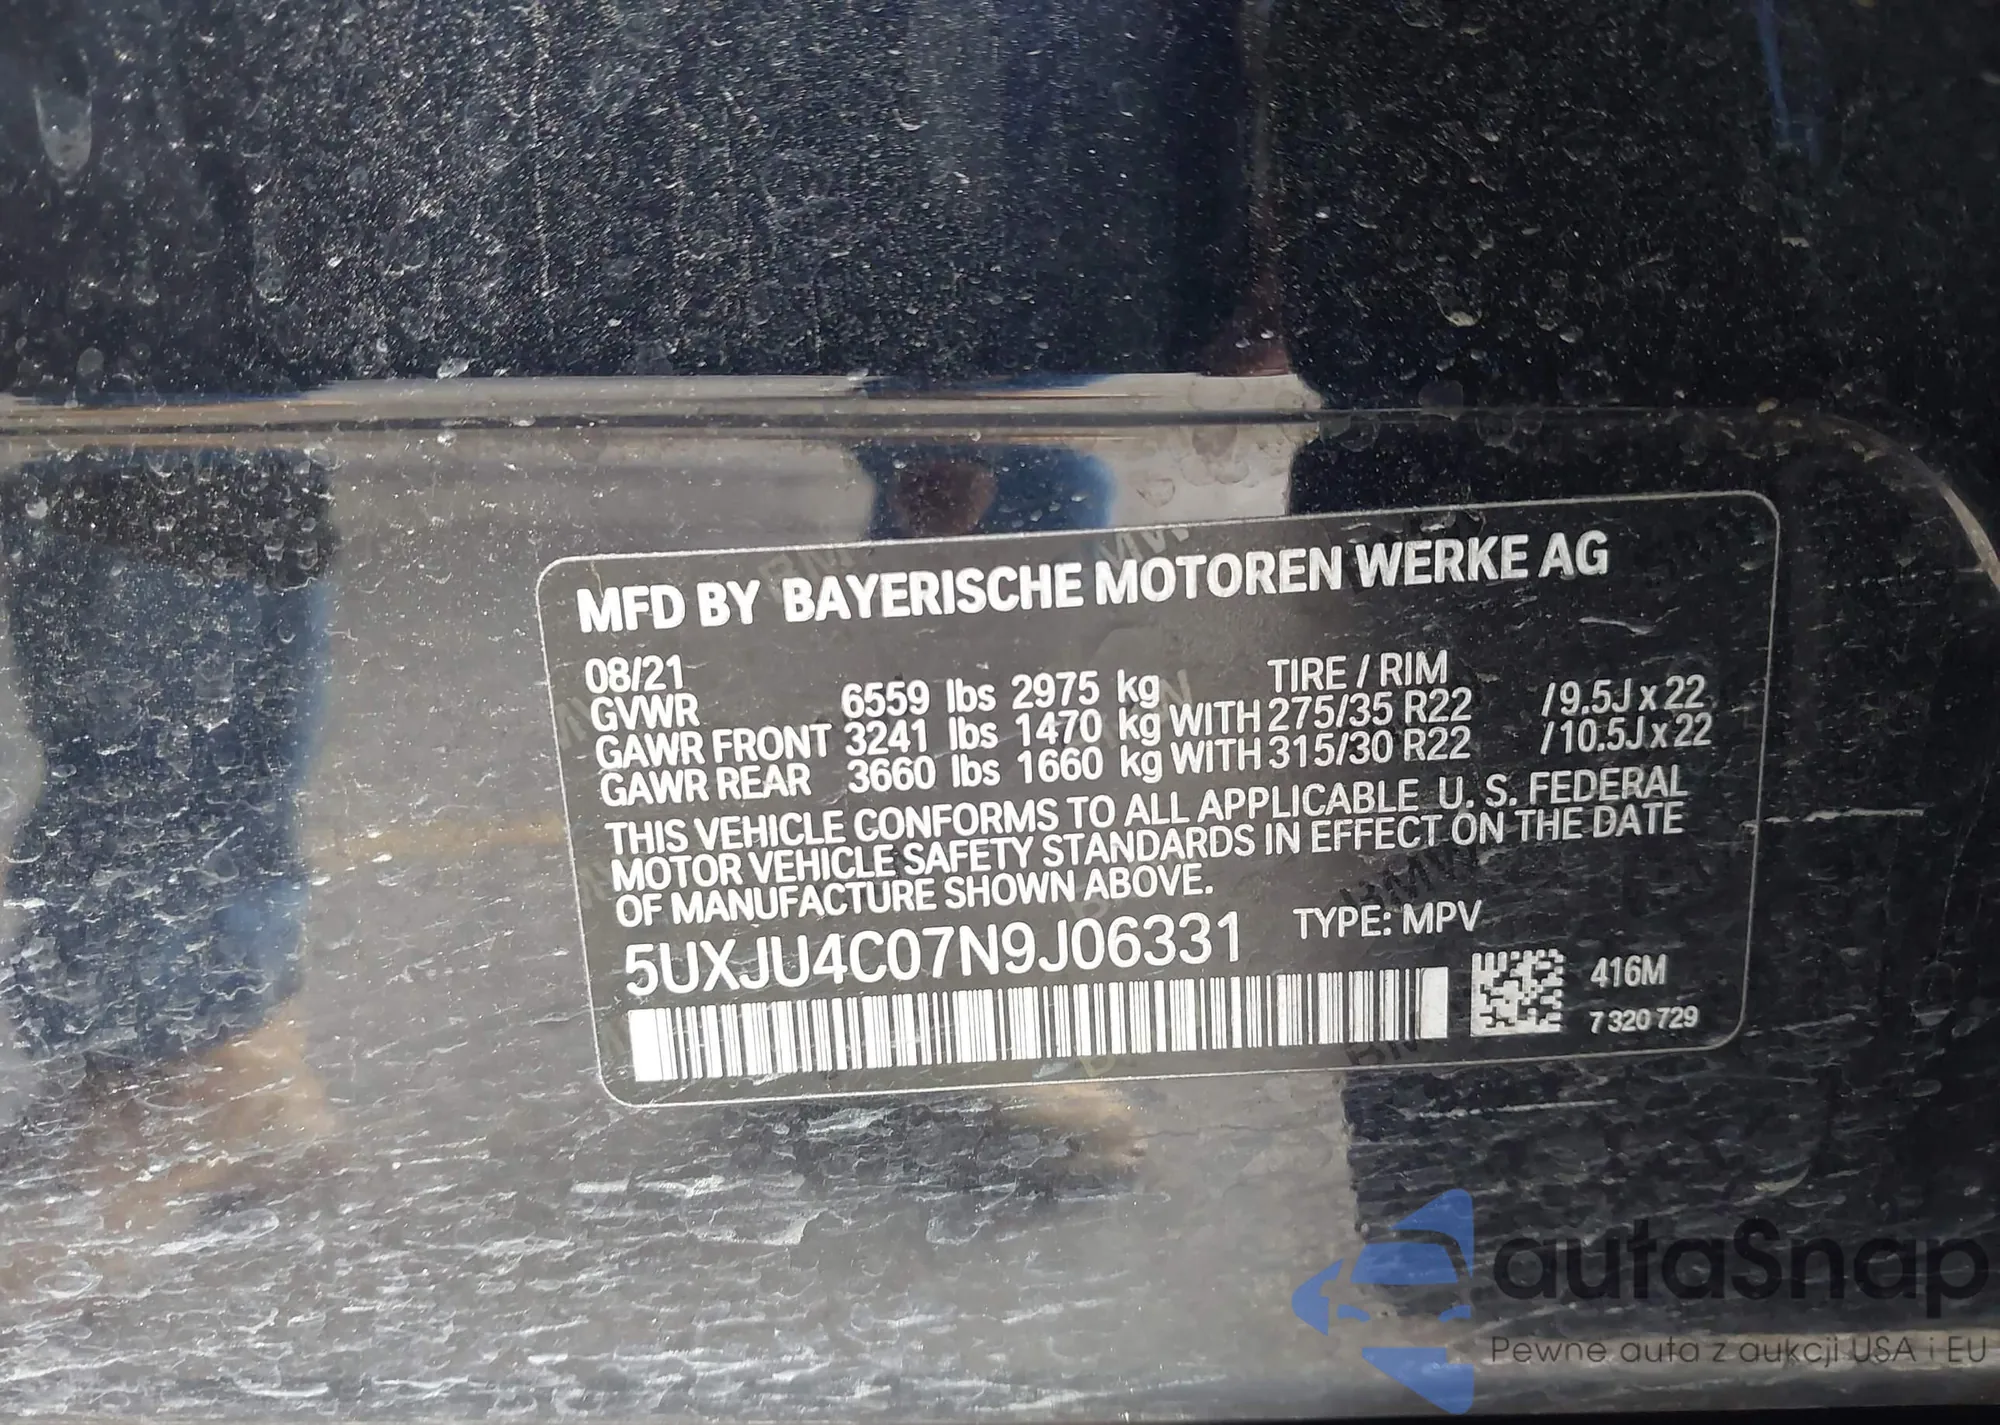 MFD BY BAYERISCHE MOTOREN WERKE AG
08/21 TIRE / RIM
GVWR 6559 lbs 2975 kg
GAWR FRONT 3241 lbs 1470 kg WITH 275/35 R22 /9.5J x 22
GAWR REAR 3660 lbs 1660 kg WITH 315/30 R22 /10.5J x 22
THIS VEHICLE CONFORMS TO ALL APPLICABLE U. S. FEDERAL
MOTOR VEHICLE SAFETY STANDARDS IN EFFECT ON THE DATE
OF MANUFACTURE SHOWN ABOVE.
5UXJU4C07N9J06331 TYPE: MPV
416M
7 320 729
autaSnap
Pewne auta z aukcji USA i EU